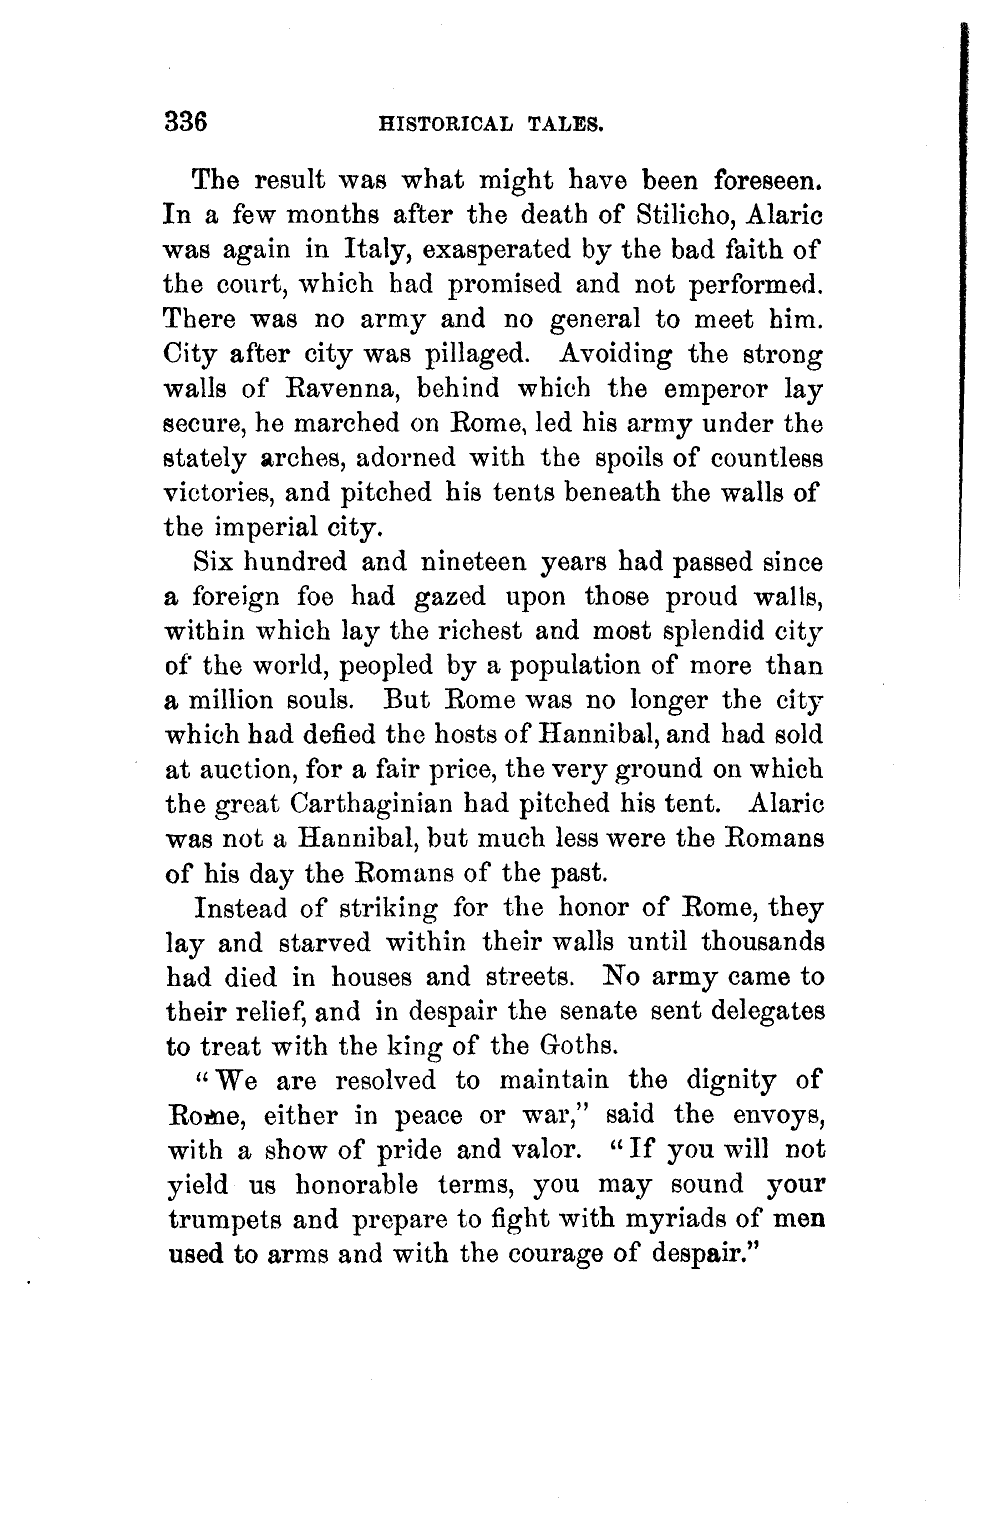 336 HISTORICAL TALES.
The result was what might have been foreseen.
In a few months after the death of Stilicho, Alaric
was again in Italy, exasperated by the bad faith of
the court, which had promised and not performed.
There was no army and no general to meet him.
City after city was pillaged. Avoiding the strong
walls of Ravenna, behind which the emperor lay
secure, he marched on Rome, led his army under the
stately arches, adorned with the spoils of countless
victories, and pitched his tents beneath the walls of
the imperial city.
Six hundred and nineteen years had passed since
a foreign foe had gazed upon those proud walls,
within which lay the richest and most splendid city
of the world, peopled by a population of more than
a million souls. But Rome was no longer the city
which had defied the hosts of Hannibal, and had sold
at auction, for a fair price, the very ground on which
the great Carthaginian had pitched his tent. Alaric
was not a Hannibal, but much less were the Romans
of his day the Romans of the past.
Instead of striking for the honor of Rome, they
lay and starved within their walls until thousands
had died in houses and streets. No army came to
their relief, and in despair the senate sent delegates
to treat with the king of the Goths.
“We are resolved to maintain the dignity of
Rome, either in peace or war,” said the envoys,
with a show of pride and valor. “If you will not
yield us honorable terms, you may sound your
trumpets and prepare to fight with myriads of men
used to arms and with the courage of despair.”